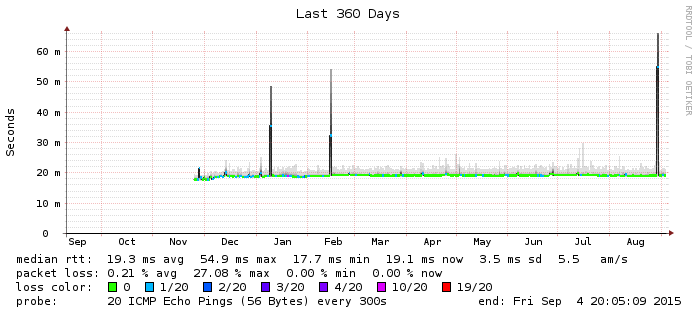 Last 360 Days
RRDTOOL / TOBI OETIKER
Seconds
60 m
50 m
40 m
30 m
20 m
10 m
0
Sep Oct Nov Dec Jan Feb Mar Apr May Jun Jul Aug
median rtt: 19.3 ms avg 54.9 ms max 17.7 ms min 19.1 ms now 3.5 ms sd 5.5 am/s
packet loss: 0.21 % avg 27.08 % max 0.00 % min 0.00 % now
loss color: 0 1/20 2/20 3/20 4/20 10/20 19/20
probe: 20 ICMP Echo Pings (56 Bytes) every 300s end: Fri Sep 4 20:05:09 2015